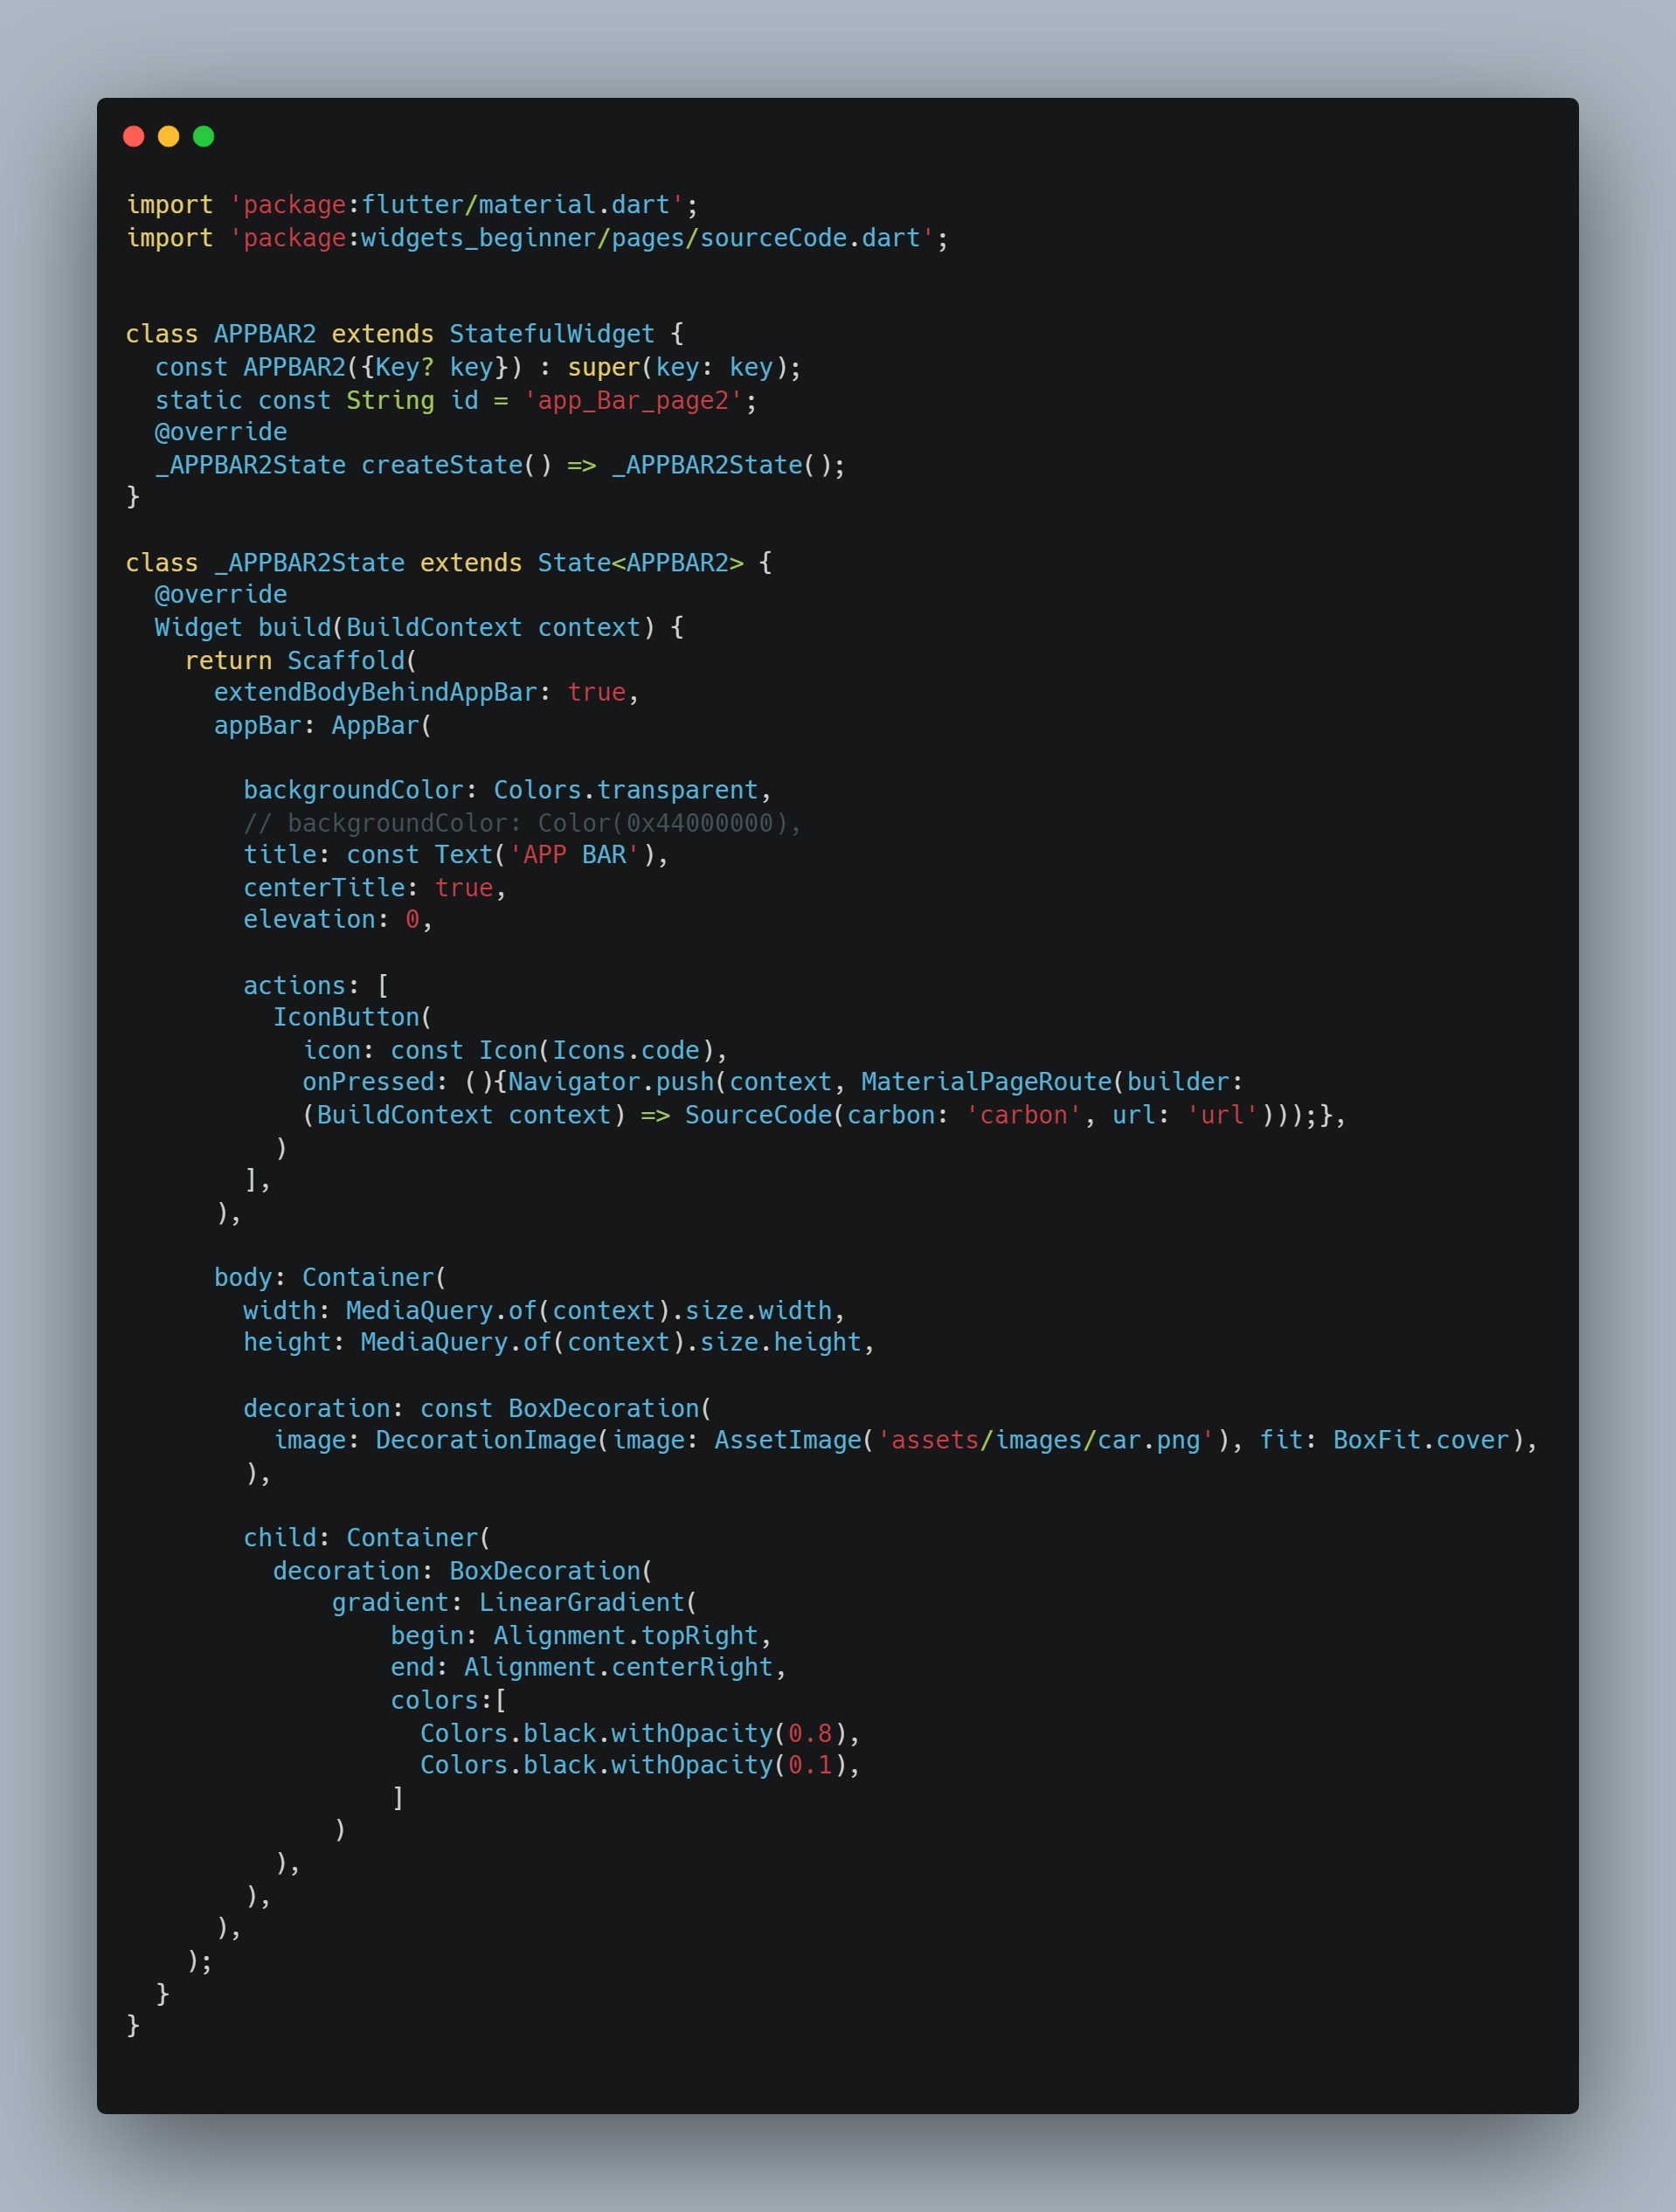 import 'package:flutter/material.dart';
import 'package:widgets_beginner/pages/sourceCode.dart';


class APPBAR2 extends StatefulWidget {
  const APPBAR2({Key? key}) : super(key: key);
  static const String id = 'app_Bar_page2';
  @override
  _APPBAR2State createState() => _APPBAR2State();
}

class _APPBAR2State extends State<APPBAR2> {
  @override
  Widget build(BuildContext context) {
    return Scaffold(
      extendBodyBehindAppBar: true,
      appBar: AppBar(

        backgroundColor: Colors.transparent,
        // backgroundColor: Color(0x44000000),
        title: const Text('APP BAR'),
        centerTitle: true,
        elevation: 0,

        actions: [
          IconButton(
            icon: const Icon(Icons.code),
            onPressed: (){Navigator.push(context, MaterialPageRoute(builder:
            (BuildContext context) => SourceCode(carbon: 'carbon', url: 'url')));},
          )
        ],
      ),

      body: Container(
        width: MediaQuery.of(context).size.width,
        height: MediaQuery.of(context).size.height,

        decoration: const BoxDecoration(
          image: DecorationImage(image: AssetImage('assets/images/car.png'), fit: BoxFit.cover),
        ),

        child: Container(
          decoration: BoxDecoration(
              gradient: LinearGradient(
                  begin: Alignment.topRight,
                  end: Alignment.centerRight,
                  colors:[
                    Colors.black.withOpacity(0.8),
                    Colors.black.withOpacity(0.1),
                  ]
              )
          ),
        ),
      ),
    );
  }
}